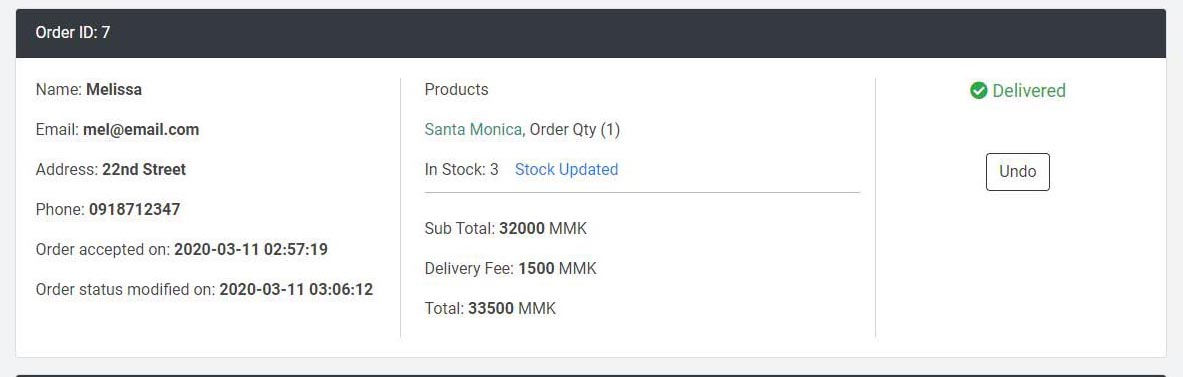 Order ID: 7
Name: Melissa
Email: mel@email.com
Address: 22nd Street
Phone: 0918712347
Order accepted on: 2020-03-11 02:57:19
Order status modified on: 2020-03-11 03:06:12
Products
Santa Monica, Order Qty (1)
In Stock: 3 Stock Updated
Sub Total: 32000 MMK
Delivery Fee: 1500 MMK
Total: 33500 MMK
Delivered
Undo